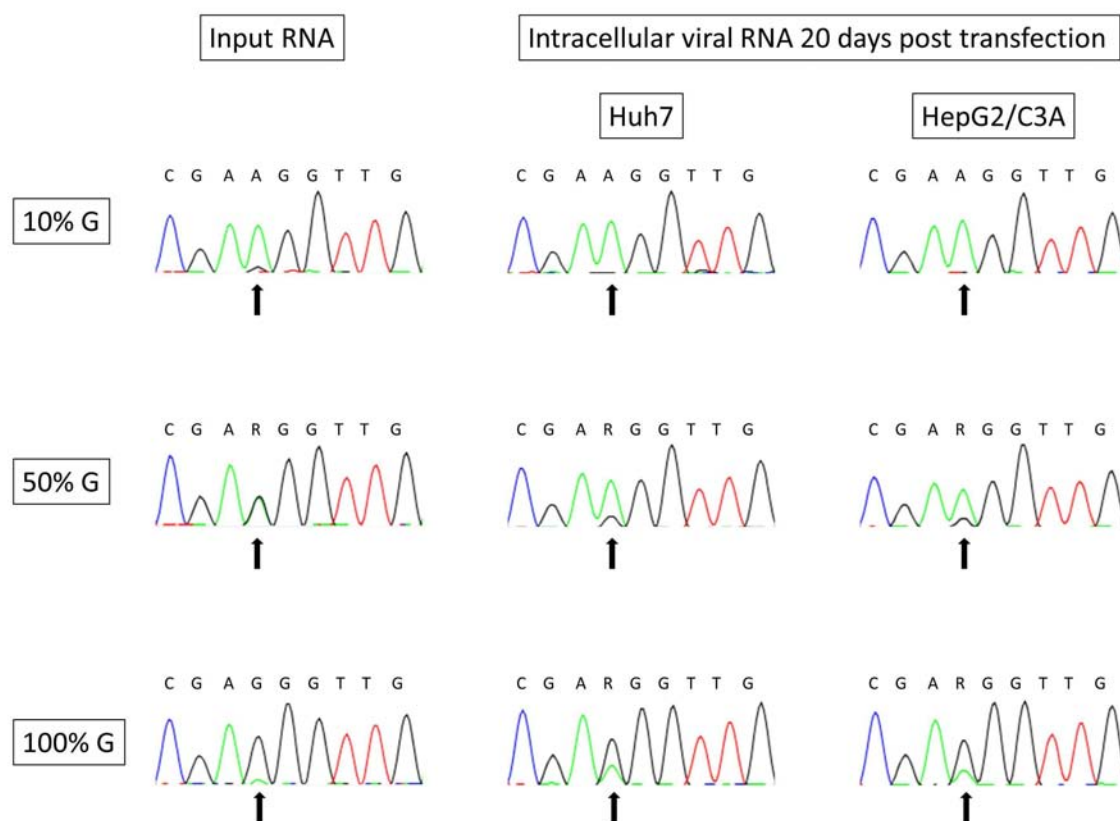 Input RNA
Intracellular viral RNA 20 days post transfection
Huh7
HepG2/C3A
10% G
C G A A G G T T G
C G A A G G T T G
C G A A G G T T G
50% G
C G A R G G T T G
C G A R G G T T G
C G A R G G T T G
100% G
C G A G G G T T G
C G A R G G T T G
C G A R G G T T G